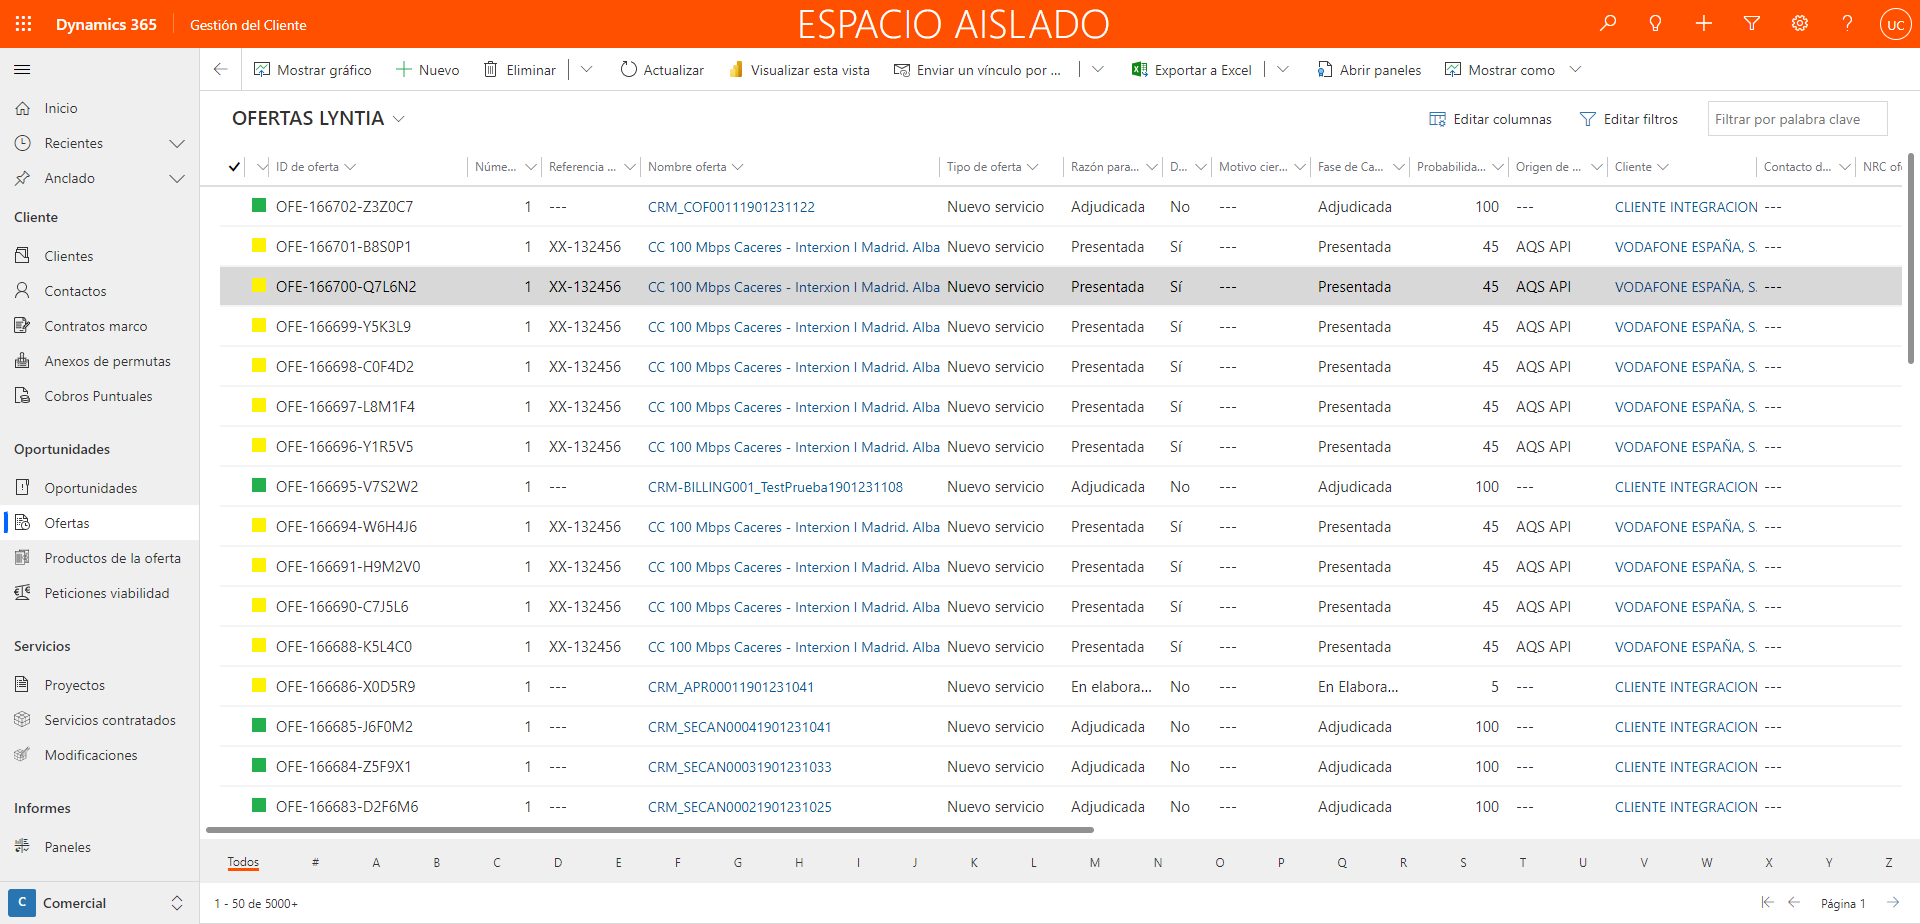 Dynamics 365 Gestión del Cliente ESPACIO AISLADO UC
Mostrar gráfico Nuevo Eliminar Actualizar Visualizar esta vista Enviar un vínculo por ... Exportar a Excel Abrir paneles Mostrar como
Inicio
Recientes
Anclado
Cliente
Clientes
Contactos
Contratos marco
Anexos de permutas
Cobros Puntuales
Oportunidades
Oportunidades
Ofertas
Productos de la oferta
Peticiones viabilidad
Servicios
Proyectos
Servicios contratados
Modificaciones
Informes
Paneles
C Comercial
OFERTAS LYNTIA Editar columnas Editar filtros Filtrar por palabra clave
ID de oferta Núme... Referencia ... Nombre oferta Tipo de oferta Razón para... D... Motivo cier... Fase de Ca... Probabilida... Origen de ... Cliente Contacto d... NRC of
OFE-166702-Z3Z0C7 1 --- CRM_COF00111901231122 Nuevo servicio Adjudicada No --- Adjudicada 100 --- CLIENTE INTEGRACION ---
OFE-166701-B8S0P1 1 XX-132456 CC 100 Mbps Caceres - Interxion I Madrid. Alba Nuevo servicio Presentada Sí --- Presentada 45 AQS API VODAFONE ESPAÑA, S. ---
OFE-166700-Q7L6N2 1 XX-132456 CC 100 Mbps Caceres - Interxion I Madrid. Alba Nuevo servicio Presentada Sí --- Presentada 45 AQS API VODAFONE ESPAÑA, S. ---
OFE-166699-Y5K3L9 1 XX-132456 CC 100 Mbps Caceres - Interxion I Madrid. Alba Nuevo servicio Presentada Sí --- Presentada 45 AQS API VODAFONE ESPAÑA, S. ---
OFE-166698-C0F4D2 1 XX-132456 CC 100 Mbps Caceres - Interxion I Madrid. Alba Nuevo servicio Presentada Sí --- Presentada 45 AQS API VODAFONE ESPAÑA, S. ---
OFE-166697-L8M1F4 1 XX-132456 CC 100 Mbps Caceres - Interxion I Madrid. Alba Nuevo servicio Presentada Sí --- Presentada 45 AQS API VODAFONE ESPAÑA, S. ---
OFE-166696-Y1R5V5 1 XX-132456 CC 100 Mbps Caceres - Interxion I Madrid. Alba Nuevo servicio Presentada Sí --- Presentada 45 AQS API VODAFONE ESPAÑA, S. ---
OFE-166695-V7S2W2 1 --- CRM-BILLING001_TestPrueba1901231108 Nuevo servicio Adjudicada No --- Adjudicada 100 --- CLIENTE INTEGRACION ---
OFE-166694-W6H4J6 1 XX-132456 CC 100 Mbps Caceres - Interxion I Madrid. Alba Nuevo servicio Presentada Sí --- Presentada 45 AQS API VODAFONE ESPAÑA, S. ---
OFE-166691-H9M2V0 1 XX-132456 CC 100 Mbps Caceres - Interxion I Madrid. Alba Nuevo servicio Presentada Sí --- Presentada 45 AQS API VODAFONE ESPAÑA, S. ---
OFE-166690-C7J5L6 1 XX-132456 CC 100 Mbps Caceres - Interxion I Madrid. Alba Nuevo servicio Presentada Sí --- Presentada 45 AQS API VODAFONE ESPAÑA, S. ---
OFE-166688-K5L4C0 1 XX-132456 CC 100 Mbps Caceres - Interxion I Madrid. Alba Nuevo servicio Presentada Sí --- Presentada 45 AQS API VODAFONE ESPAÑA, S. ---
OFE-166686-X0D5R9 1 --- CRM_APR00011901231041 Nuevo servicio En elabora... No --- En Elabora... 5 --- CLIENTE INTEGRACION ---
OFE-166685-J6F0M2 1 --- CRM_SECAN00041901231041 Nuevo servicio Adjudicada No --- Adjudicada 100 --- CLIENTE INTEGRACION ---
OFE-166684-Z5F9X1 1 --- CRM_SECAN00031901231033 Nuevo servicio Adjudicada No --- Adjudicada 100 --- CLIENTE INTEGRACION ---
OFE-166683-D2F6M6 1 --- CRM_SECAN00021901231025 Nuevo servicio Adjudicada No --- Adjudicada 100 --- CLIENTE INTEGRACION ---
Todos # A B C D E F G H I J K L M N O P Q R S T U V W X Y Z
1 - 50 de 5000+ Página 1